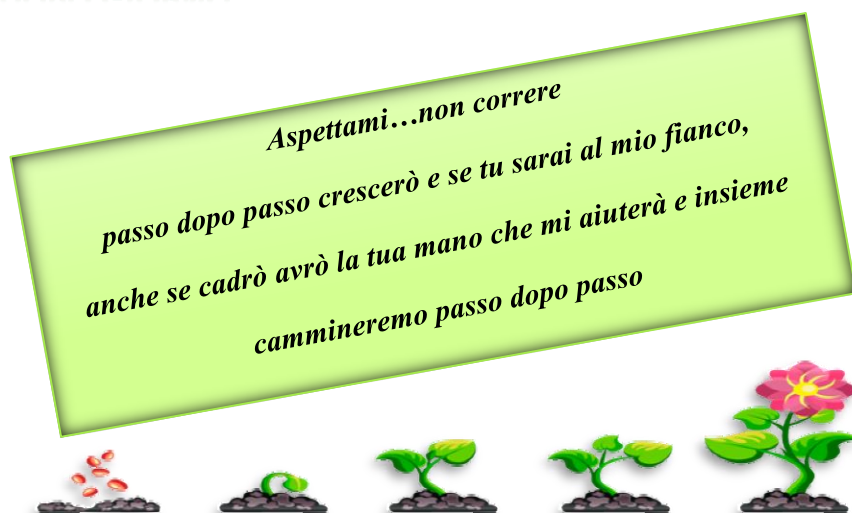 Aspettami…non correre
passo dopo passo crescerò e se tu sarai al mio fianco,
anche se cadrò avrò la tua mano che mi aiuterà e insieme
cammineremo passo dopo passo